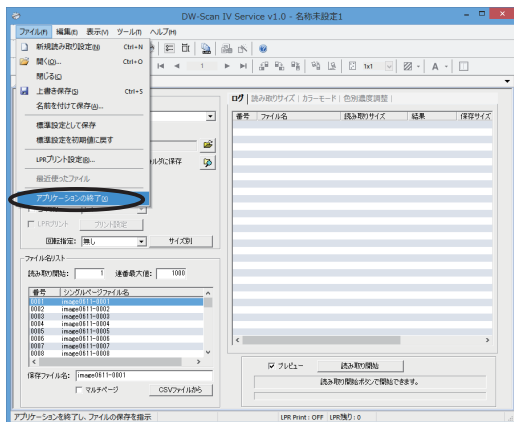 DW-Scan IV Service v1.0 - 名称未設定1
ファイル(F) 編集(E) 表示(V) ツール(T) ヘルプ(H)
新規読み取り設定(N) Ctrl+N
開く(O)... Ctrl+O
閉じる(C)
上書き保存(S) Ctrl+S
名前を付けて保存(A)...
標準設定として保存
標準設定を初期値に戻す
LPRプリント設定(B)...
最近使ったファイル
アプリケーションの終了(X)
1
1x1
A
ルダに保存
LPRプリント プリント設定
回転指定: 無し サイズ別
ファイル名リスト
読み取り開始: 1 連番最大値: 1000
番号 シングルページファイル名
0001 image0611-0001
0002 image0611-0002
0003 image0611-0003
0004 image0611-0004
0005 image0611-0005
0006 image0611-0006
0007 image0611-0007
0008 image0611-0008
保存ファイル名: image0611-0001
マルチページ CSVファイルから
ログ 読み取りサイズ カラーモード 色別濃度調整
番号 ファイル名 読み取りサイズ 結果 保存サイズ
プレビュー 読み取り開始
読み取り開始ボタンで開始できます。
アプリケーションを終了し、ファイルの保存を指示 LPR Print : OFF LPR残り : 0